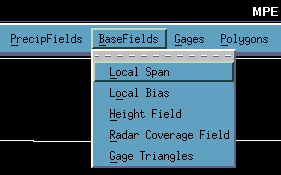 MPE
PrecipFields BaseFields Gages Polygons
Local Span
Local Bias
Height Field
Radar Coverage Field
Gage Triangles